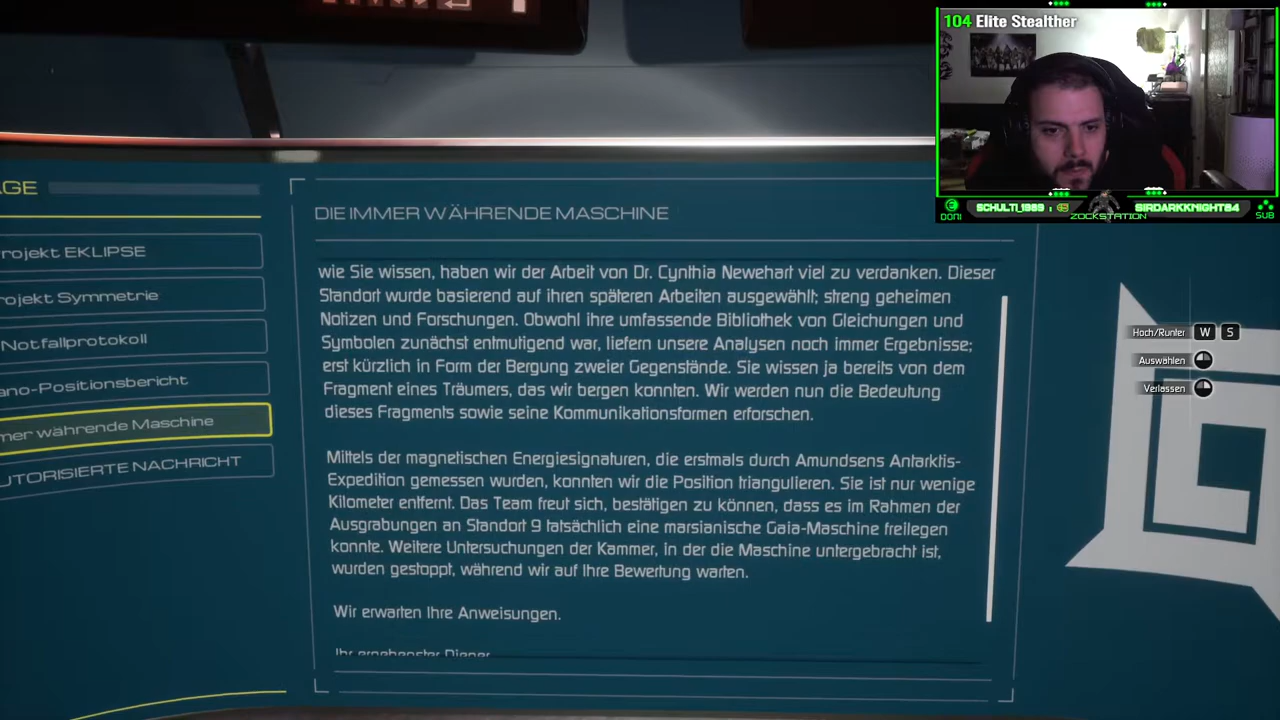 104 Elite Stealther
AGE
DONI
SCHULTI_1989 :
ZOCKSTATION
SIRDARKKNIGHT84
SUB
DIE IMMER WÄHRENDE MASCHINE
rojekt EKLIPSE
rojekt Symmetrie
Notfallprotokoll
ano-Positionsbericht
mer währende Maschine
UTORISIERTE NACHRICHT
wie Sie wissen, haben wir der Arbeit von Dr. Cynthia Newehart viel zu verdanken. Dieser
Standort wurde basierend auf ihren späteren Arbeiten ausgewählt; streng geheimen
Notizen und Forschungen. Obwohl ihre umfassende Bibliothek von Gleichungen und
Symbolen zunächst entmutigend war, liefern unsere Analysen noch immer Ergebnisse;
erst kürzlich in Form der Bergung zweier Gegenstände. Sie wissen ja bereits von dem
Fragment eines Träumers, das wir bergen konnten. Wir werden nun die Bedeutung
dieses Fragments sowie seine Kommunikationsformen erforschen.
Mittels der magnetischen Energiesignaturen, die erstmals durch Amundsens Antarktis-
Expedition gemessen wurden, konnten wir die Position triangulieren. Sie ist nur wenige
Kilometer entfernt. Das Team freut sich, bestätigen zu können, dass es im Rahmen der
Ausgrabungen an Standort 9 tatsächlich eine marsianische Gaia-Maschine freilegen
konnte. Weitere Untersuchungen der Kammer, in der die Maschine untergebracht ist,
wurden gestoppt, während wir auf Ihre Bewertung warten.
Wir erwarten Ihre Anweisungen.
Ihr ergebenster Diener
Hoch/Runter W S
Auswählen
Verlassen